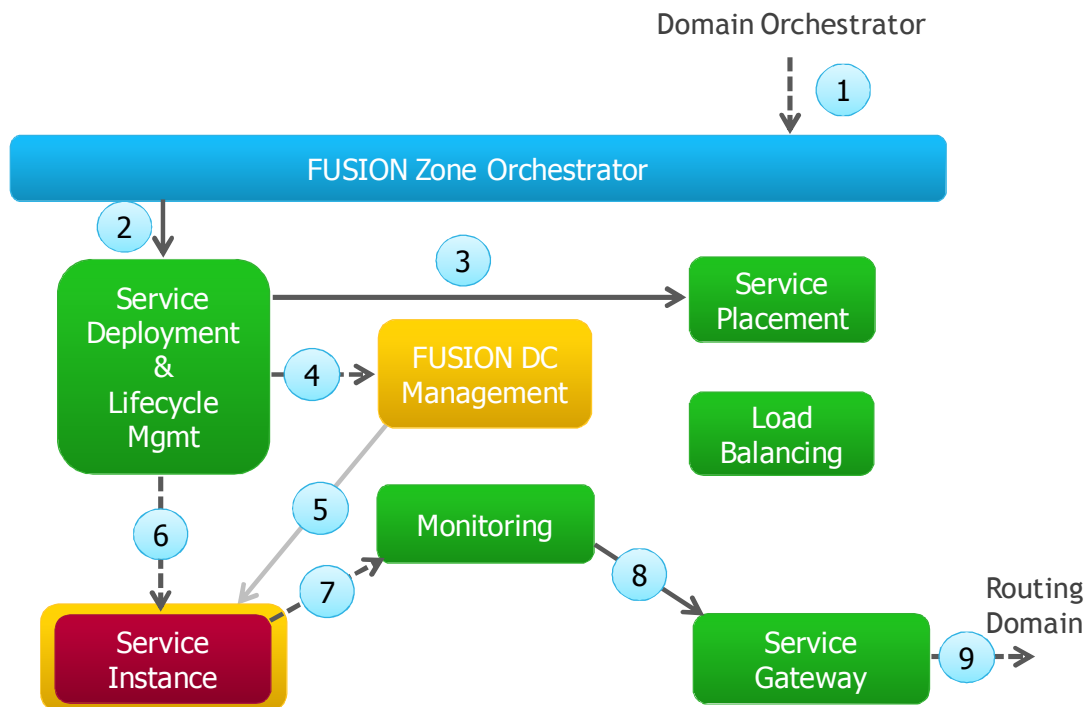 Domain Orchestrator
1
FUSION Zone Orchestrator
2
3
Service
Deployment
&
Lifecycle
Mgmt
Service
Placement
4
FUSION DC
Management
Load
Balancing
5
6
Monitoring
7
8
Routing
Domain
Service
Instance
Service
Gateway
9